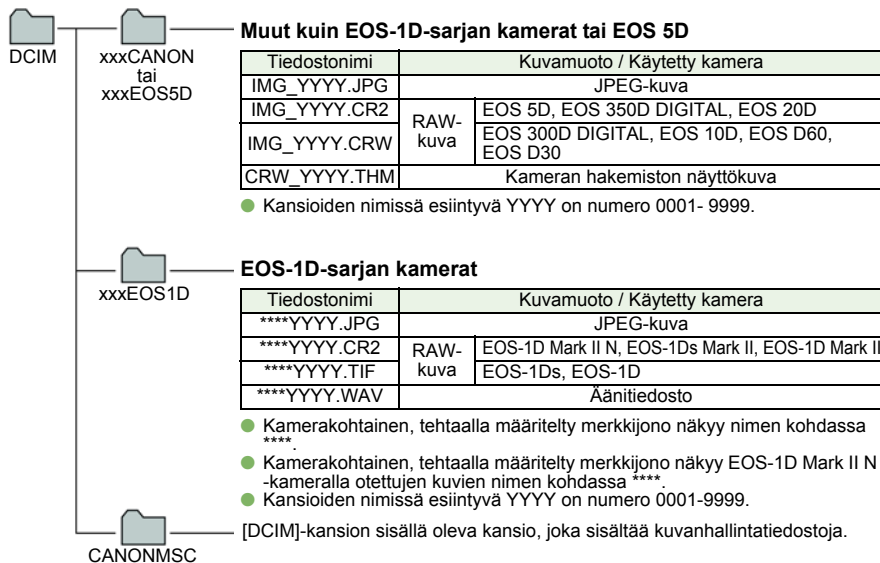 DCIM
xxxCANON
tai
xxxEOS5D
Muut kuin EOS-1D-sarjan kamerat tai EOS 5D
Tiedostonimi Kuvamuoto / Käytetty kamera
IMG_YYYY.JPG JPEG-kuva
IMG_YYYY.CR2 RAW-kuva EOS 5D, EOS 350D DIGITAL, EOS 20D
IMG_YYYY.CRW EOS 300D DIGITAL, EOS 10D, EOS D60,
EOS D30
CRW_YYYY.THM Kameran hakemiston näyttökuva
● Kansioiden nimissä esiintyvä YYYY on numero 0001- 9999.
xxxEOS1D
EOS-1D-sarjan kamerat
Tiedostonimi Kuvamuoto / Käytetty kamera
****YYYY.JPG JPEG-kuva
****YYYY.CR2 RAW-kuva EOS-1D Mark II N, EOS-1Ds Mark II, EOS-1D Mark II
****YYYY.TIF EOS-1Ds, EOS-1D
****YYYY.WAV Äänitiedosto
● Kamerakohtainen, tehtaalla määritelty merkkijono näkyy nimen kohdassa
****.
● Kamerakohtainen, tehtaalla määritelty merkkijono näkyy EOS-1D Mark II N
-kameralla otettujen kuvien nimen kohdassa ****.
● Kansioiden nimissä esiintyvä YYYY on numero 0001-9999.
CANONMSC
[DCIM]-kansion sisällä oleva kansio, joka sisältää kuvanhallintatiedostoja.